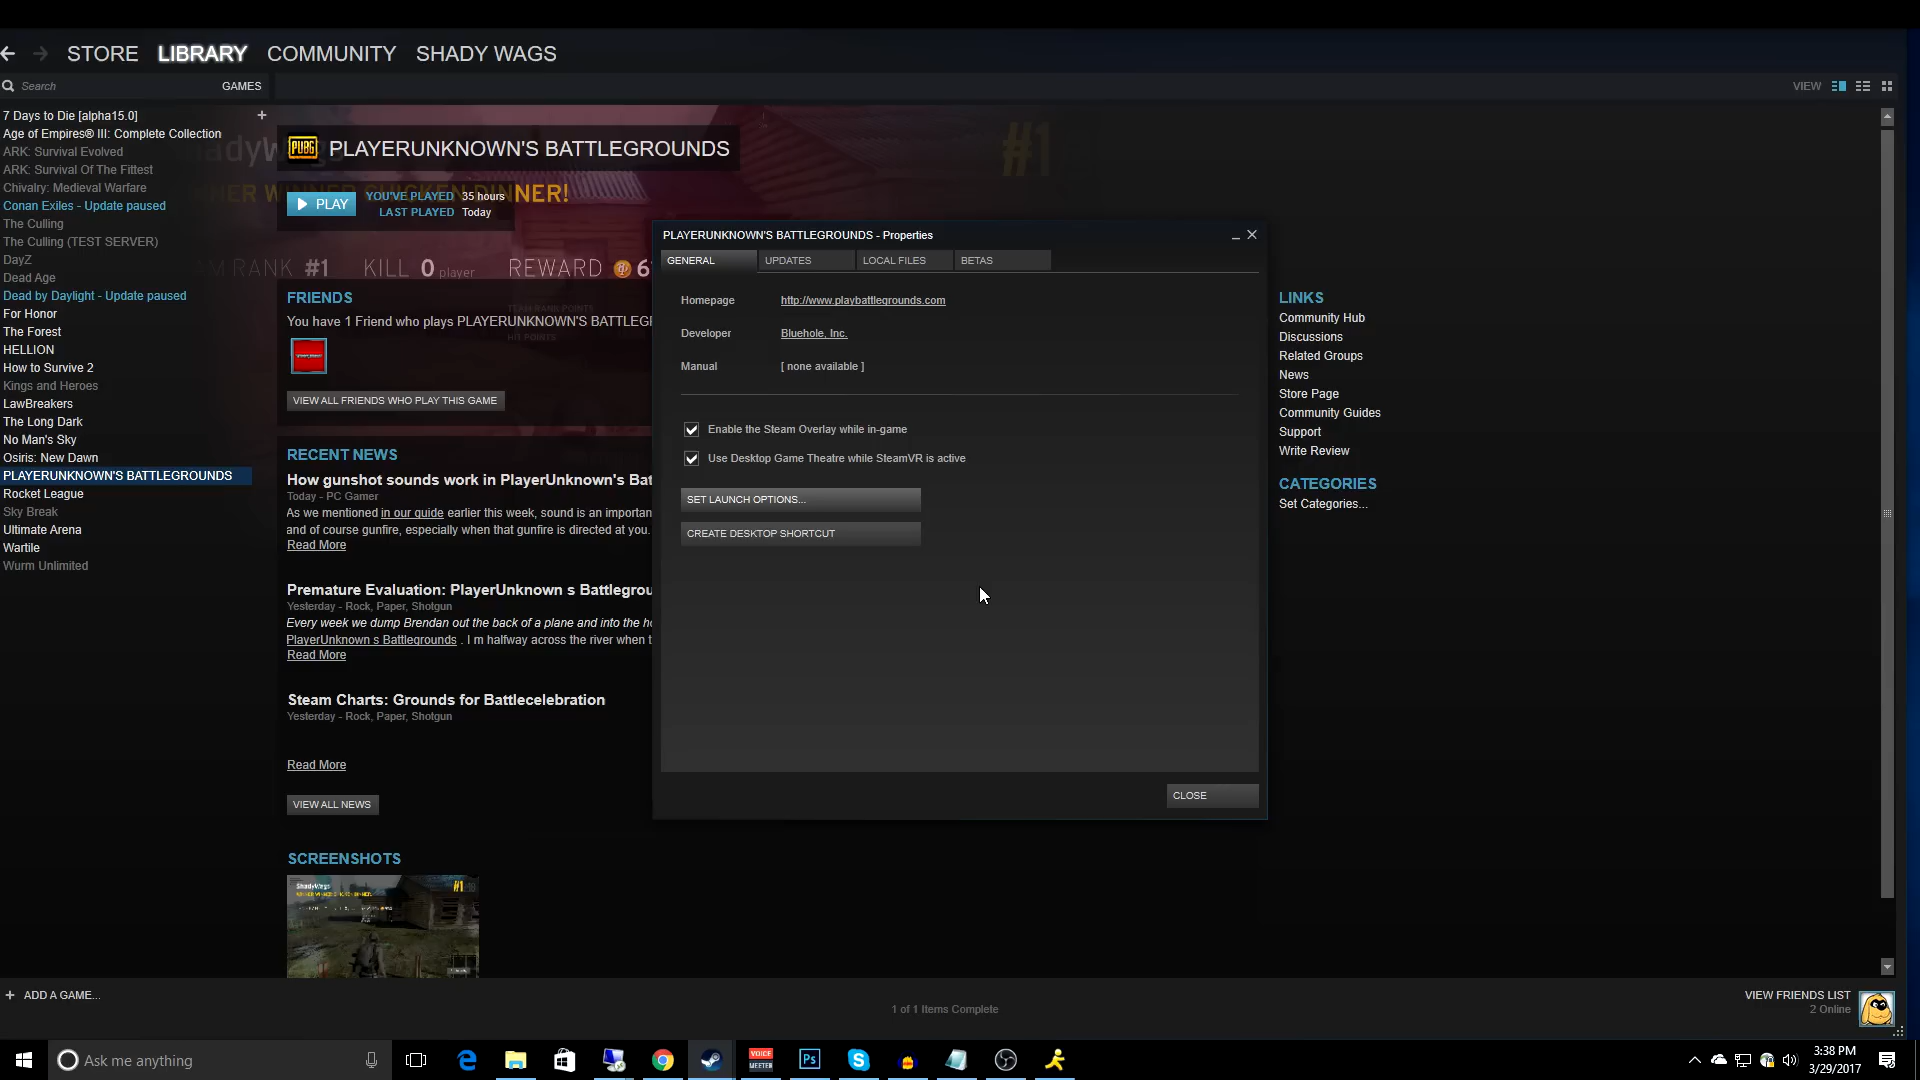 STORE LIBRARY COMMUNITY SHADY WAGS
Search GAMES VIEW
7 Days to Die [alpha15.0]
Age of Empires® III: Complete Collection
ARK: Survival Evolved
ARK: Survival Of The Fittest
Chivalry: Medieval Warfare
Conan Exiles - Update paused
The Culling
The Culling (TEST SERVER)
DayZ
Dead Age
Dead by Daylight - Update paused
For Honor
The Forest
HELLION
How to Survive 2
Kings and Heroes
LawBreakers
The Long Dark
No Man's Sky
Osiris: New Dawn
PLAYERUNKNOWN'S BATTLEGROUNDS
Rocket League
Sky Break
Ultimate Arena
Wartile
Wurm Unlimited
PUBG PLAYERUNKNOWN'S BATTLEGROUNDS
#1
PLAY
YOU'VE PLAYED 35 hours
LAST PLAYED Today
DINNER!
RANK #1 KILL 0 player REWARD
FRIENDS
You have 1 Friend who plays PLAYERUNKNOWN'S BATTLEG
VIEW ALL FRIENDS WHO PLAY THIS GAME
RECENT NEWS
How gunshot sounds work in PlayerUnknown's Bat
Today - PC Gamer
As we mentioned in our guide earlier this week, sound is an importan
and of course gunfire, especially when that gunfire is directed at you.
Read More
Premature Evaluation: PlayerUnknown s Battlegrou
Yesterday - Rock, Paper, Shotgun
Every week we dump Brendan out the back of a plane and into the ho
PlayerUnknown s Battlegrounds . I m halfway across the river when t
Read More
Steam Charts: Grounds for Battlecelebration
Yesterday - Rock, Paper, Shotgun
Read More
VIEW ALL NEWS
SCREENSHOTS
ShadyWags #1
PLAYERUNKNOWN'S BATTLEGROUNDS - Properties
GENERAL UPDATES LOCAL FILES BETAS
Homepage http://www.playbattlegrounds.com
Developer Bluehole, Inc.
Manual [ none available ]
Enable the Steam Overlay while in-game
Use Desktop Game Theatre while SteamVR is active
SET LAUNCH OPTIONS...
CREATE DESKTOP SHORTCUT
CLOSE
LINKS
Community Hub
Discussions
Related Groups
News
Store Page
Community Guides
Support
Write Review
CATEGORIES
Set Categories...
ADD A GAME...
1 of 1 Items Complete
VIEW FRIENDS LIST
2 Online
Ask me anything
VOICE MEETER
Ps
3:38 PM
3/29/2017